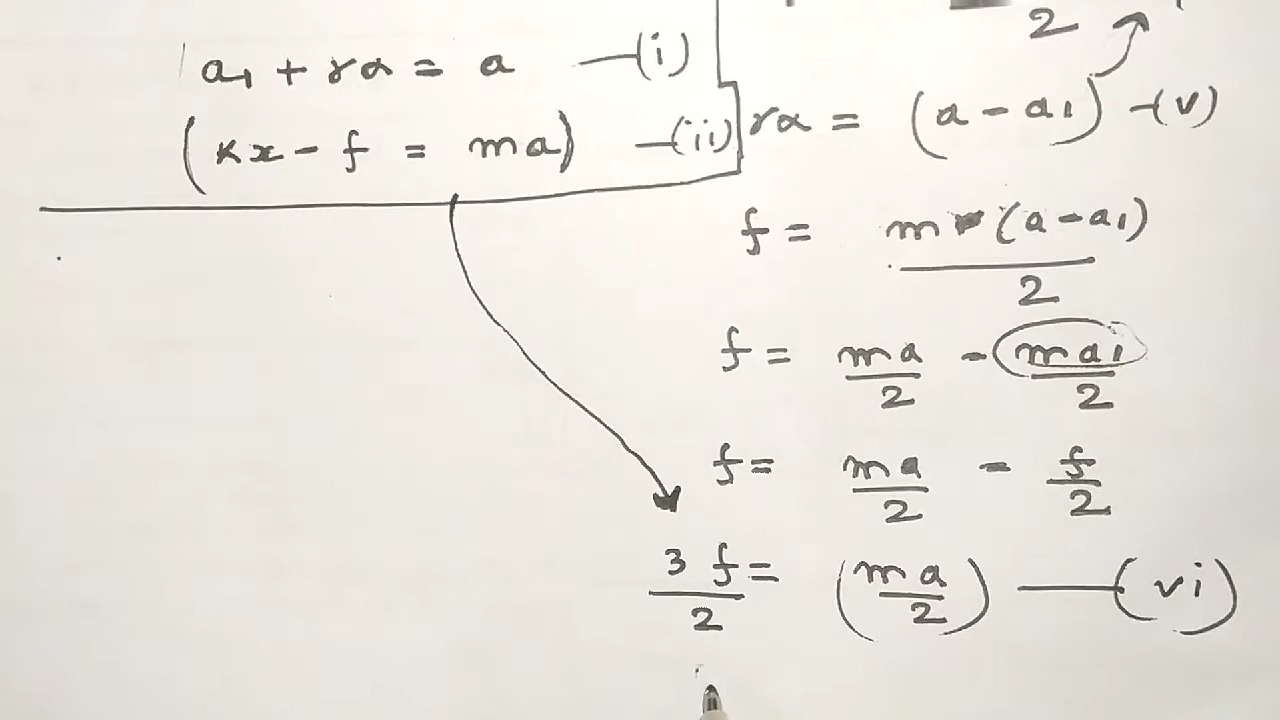 a₁ + rα = a —(i)
(Kx - f = ma) —(ii)
2
rα = (a - a₁) —(v)
f = m (a - a₁) / 2
f = ma/2 - ma₁/2
f = ma/2 - f/2
3 f/2 = (ma/2) —(vi)